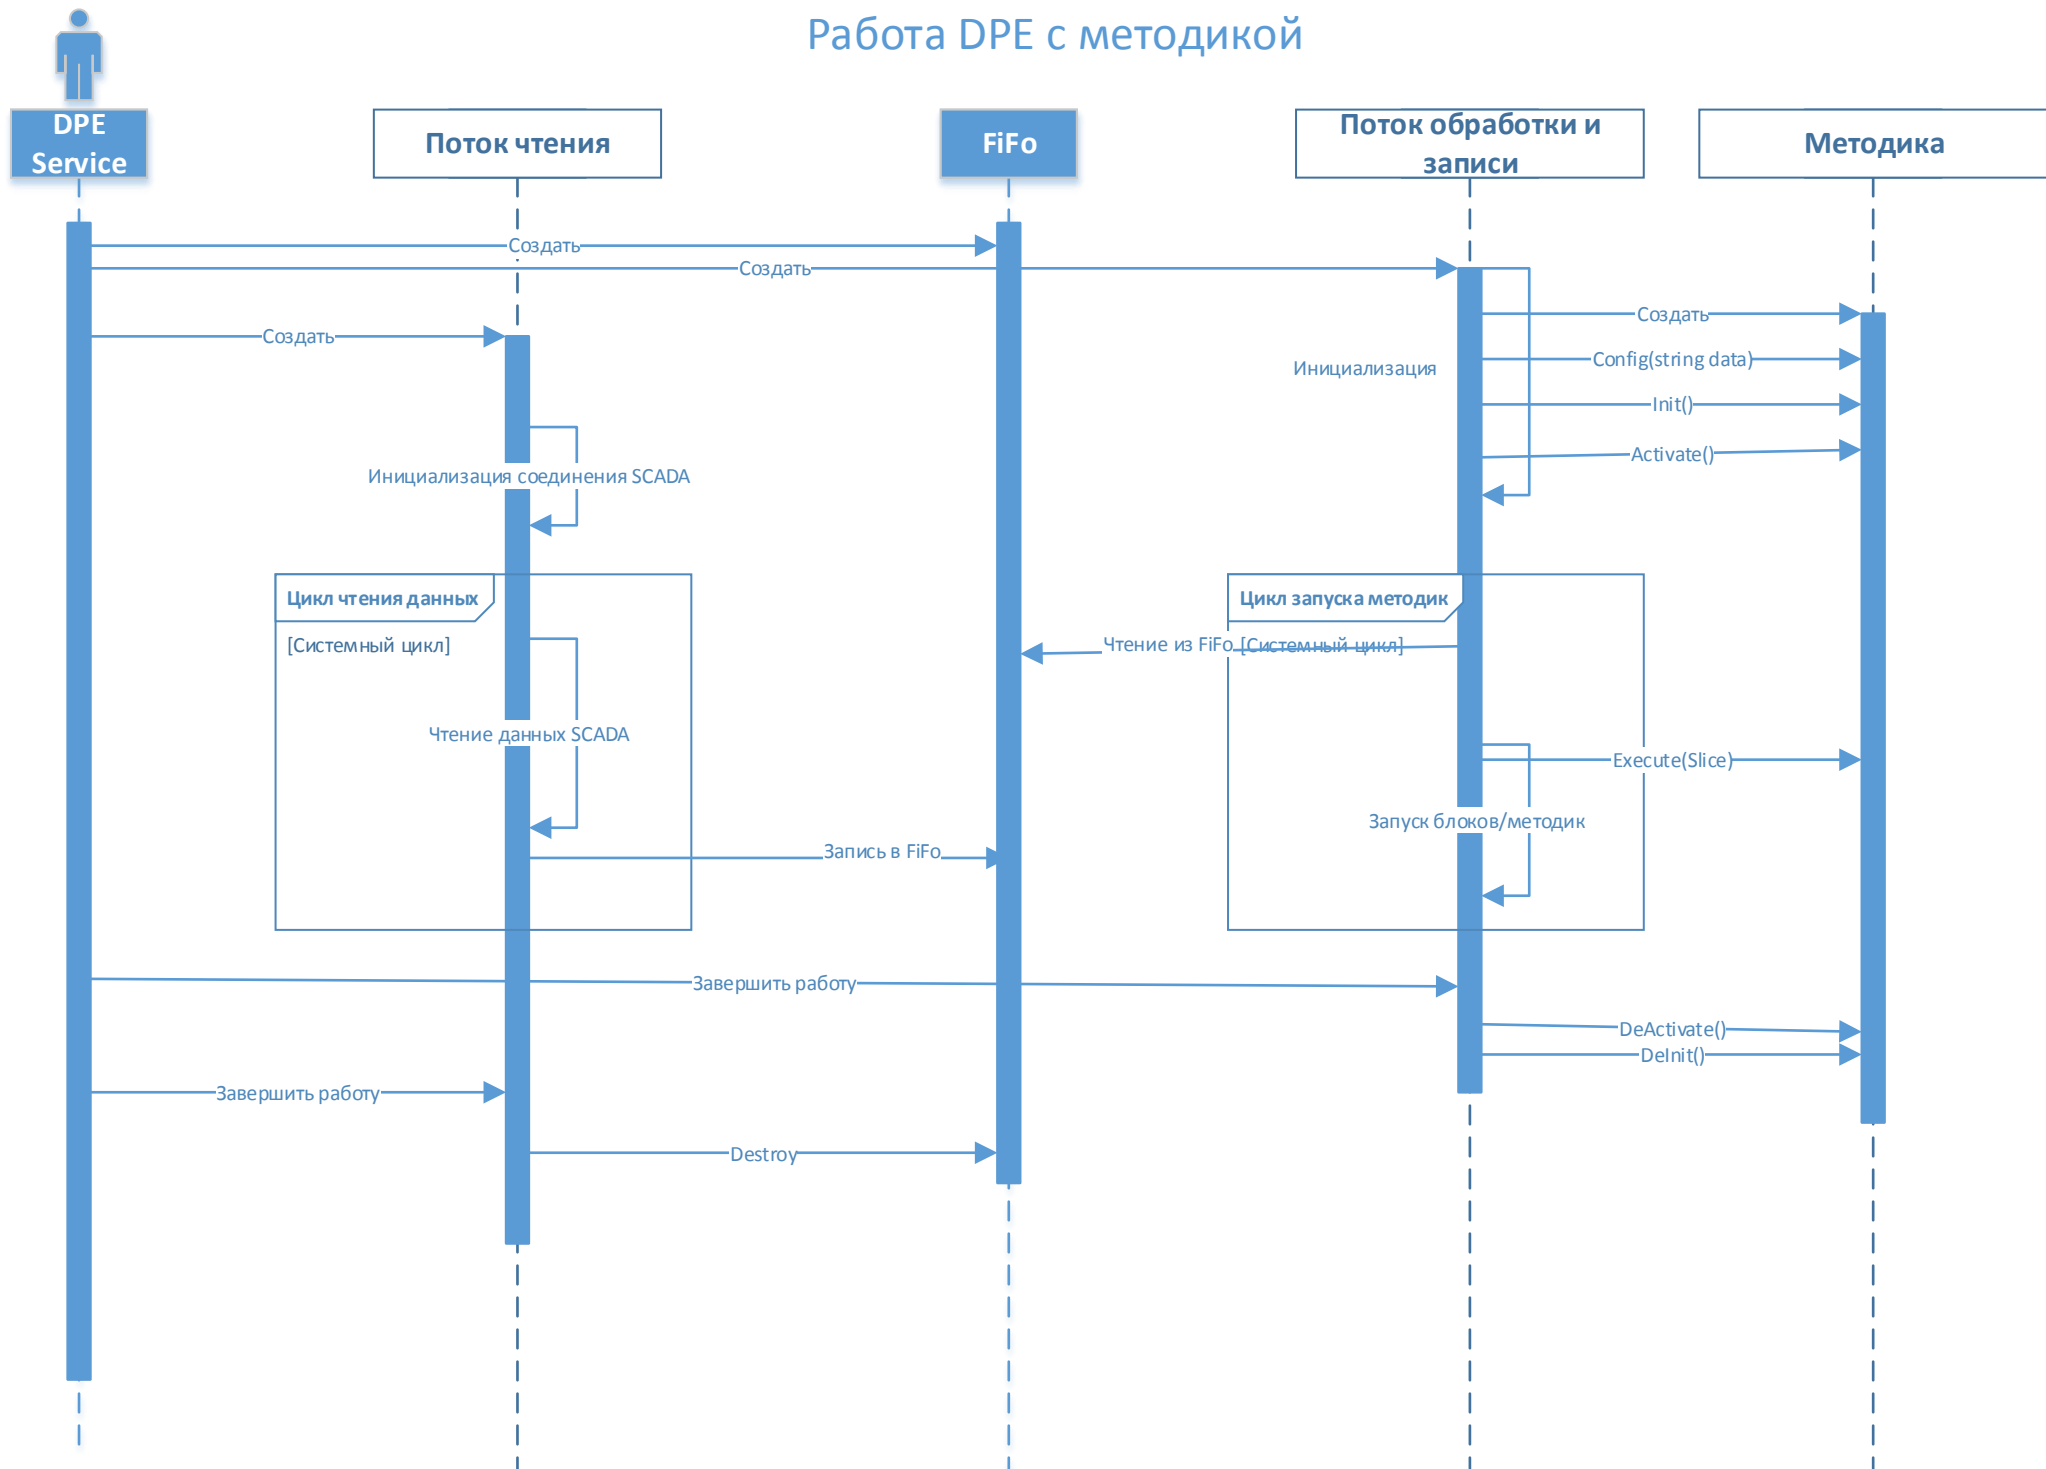 Работа DPE с методикой
DPE
Service
Поток чтения
FiFo
Поток обработки и
записи
Методика
Создать
Создать
Создать
Создать
Config(string data)
Инициализация
Init()
Activate()
Инициализация соединения SCADA
Цикл чтения данных
[Системный цикл]
Цикл запуска методик
Чтение из FiFo
[Системный цикл]
Чтение данных SCADA
Execute(Slice)
Запуск блоков/методик
Запись в FiFo
Завершить работу
DeActivate()
DeInit()
Завершить работу
Destroy